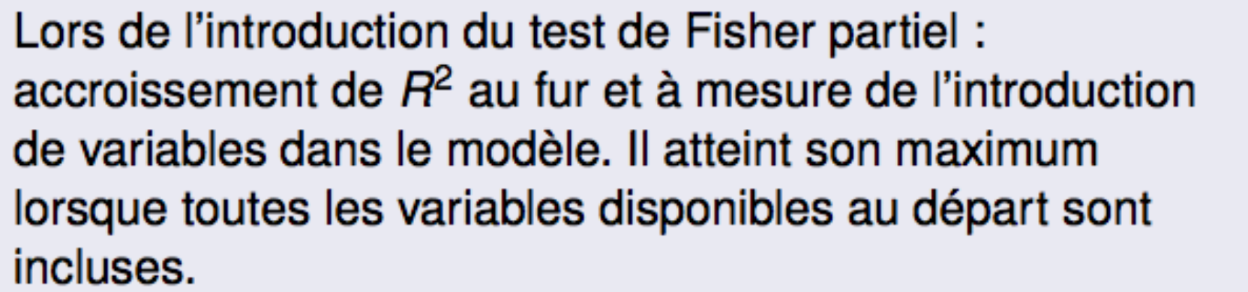 Lors de l'introduction du test de Fisher partiel :
accroissement de R² au fur et à mesure de l'introduction
de variables dans le modèle. Il atteint son maximum
lorsque toutes les variables disponibles au départ sont
incluses.